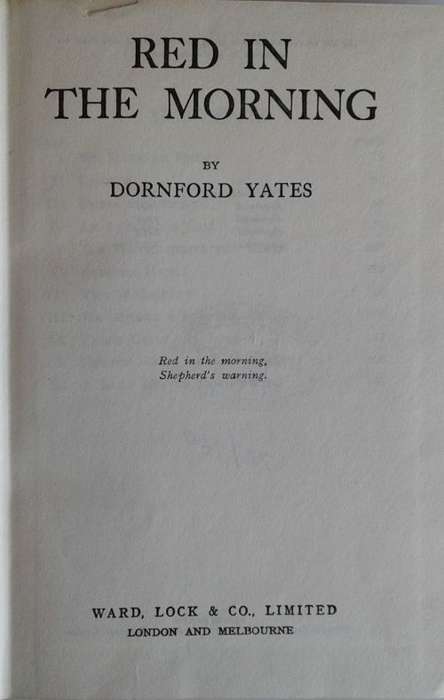 RED IN
THE MORNING
BY
DORNFORD YATES
Red in the morning,
Shepherd's warning.
WARD, LOCK & CO., LIMITED
LONDON AND MELBOURNE